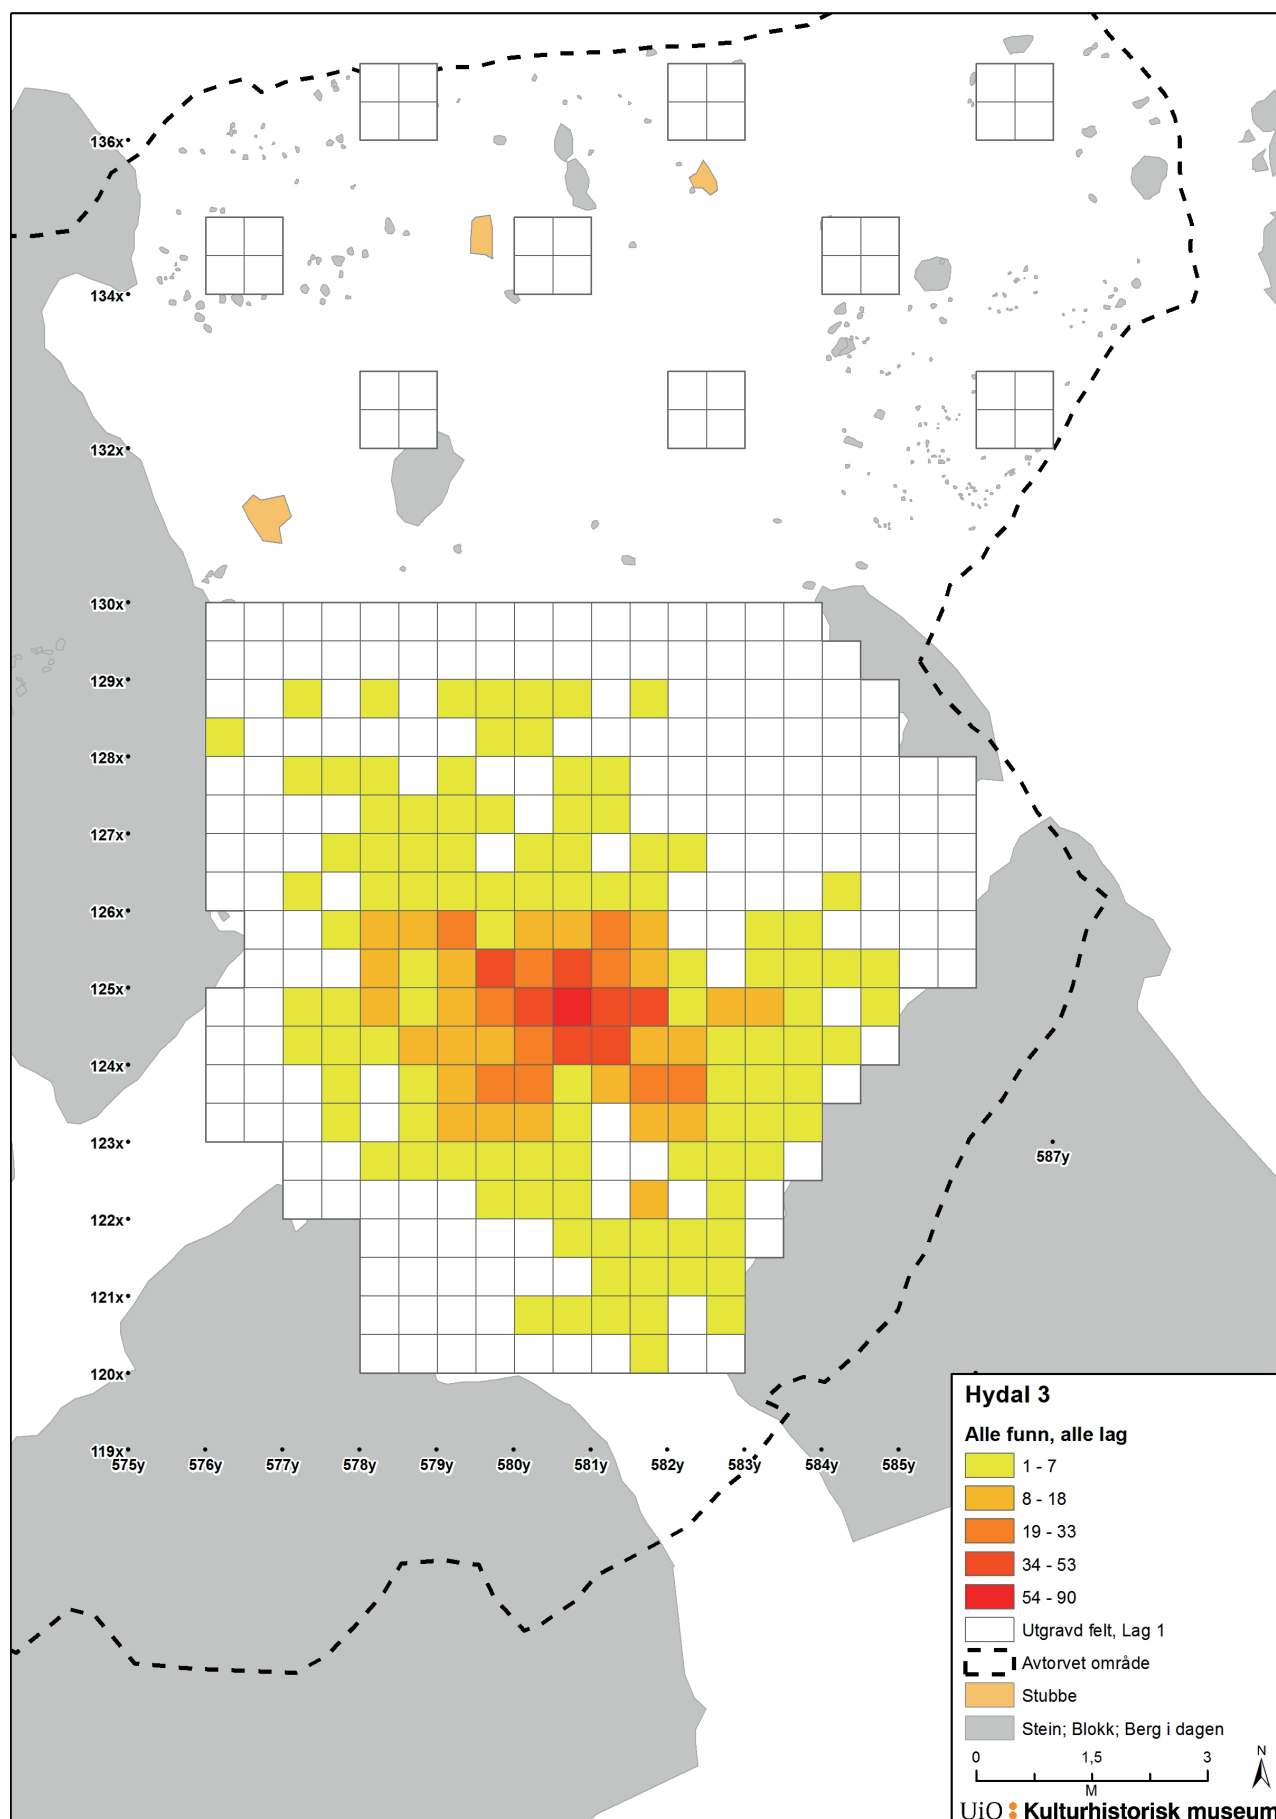 136x
134x
132x
130x
129x
128x
127x
126x
125x
124x
123x
587y
122x
121x
120x
119x
575y 576y 577y 578y 579y 580y 581y 582y 583y 584y 585y
Hydal 3
Alle funn, alle lag
1 - 7
8 - 18
19 - 33
34 - 53
54 - 90
Utgravd felt, Lag 1
Avtorvet område
Stubbe
Stein; Blokk; Berg i dagen
0 1,5 3
M
N
UiO Kulturhistorisk museum